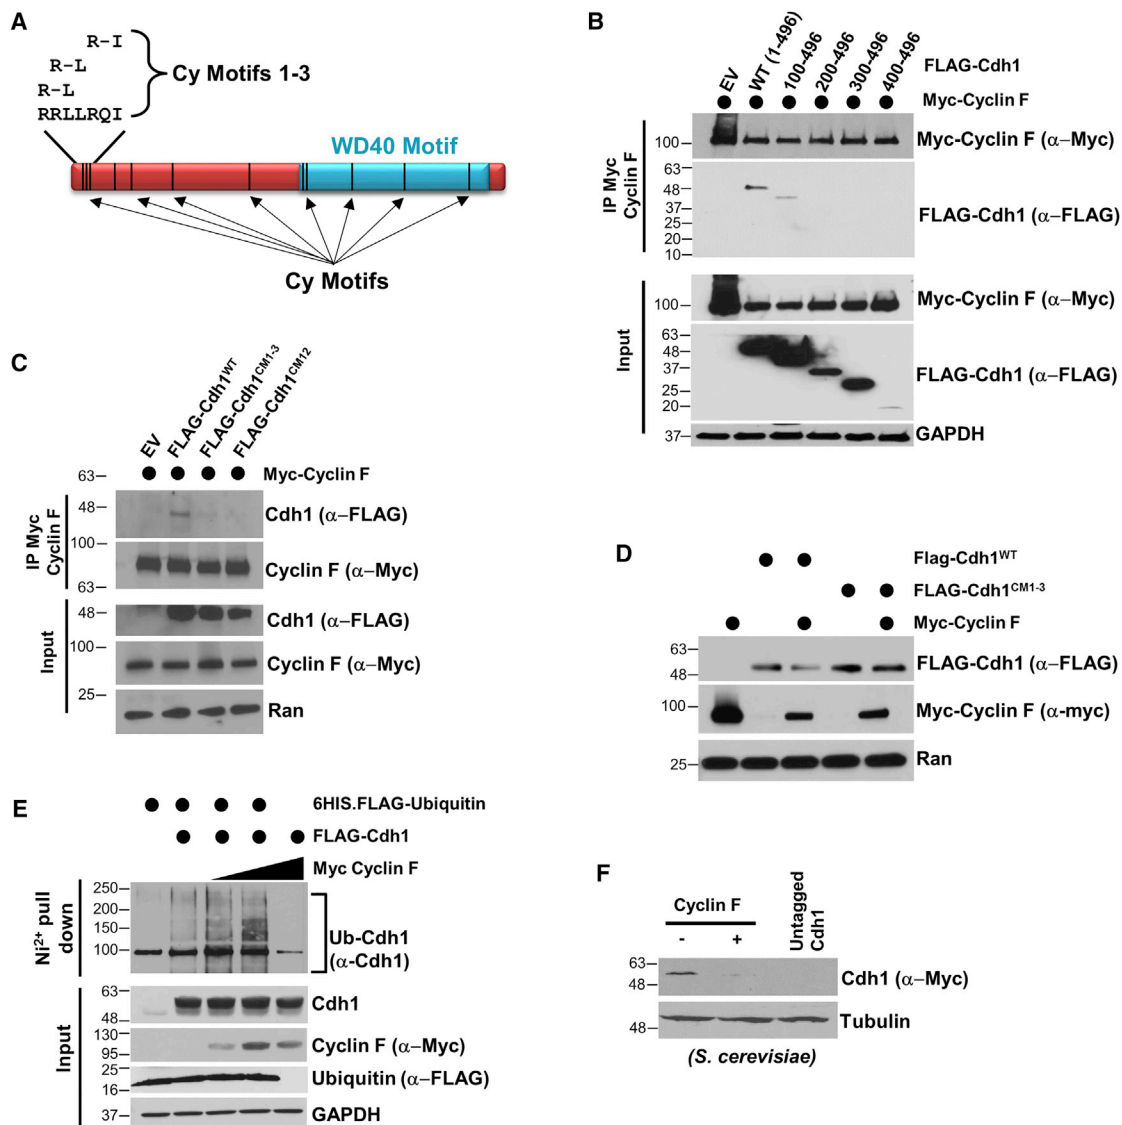 A
R-I
R-L
R-L
RRLLRQI
Cy Motifs 1-3
WD40 Motif
Cy Motifs
B
EV
WT (1-496)
100-496
200-496
300-496
400-496
FLAG-Cdh1
Myc-Cyclin F
IP Myc
Cyclin F
100
Myc-Cyclin F (α–Myc)
63
48
37
25
20
10
FLAG-Cdh1 (α–FLAG)
Input
100
Myc-Cyclin F (α–Myc)
63
48
37
25
20
FLAG-Cdh1 (α–FLAG)
37
GAPDH
C
EV
FLAG-Cdh1WT
FLAG-Cdh1CM1-3
FLAG-Cdh1CM12
Myc-Cyclin F
IP Myc
Cyclin F
63
48
Cdh1 (α–FLAG)
100
63
Cyclin F (α–Myc)
Input
48
Cdh1 (α–FLAG)
100
Cyclin F (α–Myc)
25
Ran
D
Flag-Cdh1WT
FLAG-Cdh1CM1-3
Myc-Cyclin F
63
48
FLAG-Cdh1 (α–FLAG)
100
Myc-Cyclin F (α-myc)
25
Ran
E
6HIS.FLAG-Ubiquitin
FLAG-Cdh1
Myc Cyclin F
Ni2+ pull
down
250
200
150
100
Ub-Cdh1
(α-Cdh1)
Input
63
48
Cdh1
130
95
Cyclin F (α–Myc)
25
16
Ubiquitin (α–FLAG)
37
GAPDH
F
Cyclin F
- +
Untagged
Cdh1
63
48
Cdh1 (α–Myc)
48
Tubulin
(S. cerevisiae)